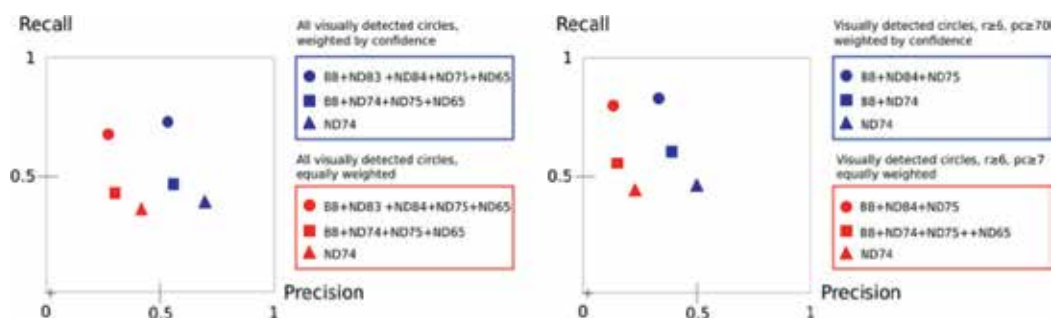 Recall
All visually detected circles,
weighted by confidence
B8+ND83 +ND84+ND75+ND65
B8+ND74+ND75+ND65
ND74
All visually detected circles,
equally weighted
B8+ND83 +ND84+ND75+ND65
B8+ND74+ND75+ND65
ND74
1
0.5
0
0.5
1
Precision
Recall
Visually detected circles, r≥6, pc≥70
weighted by confidence
B8+ND84+ND75
B8+ND74
ND74
Visually detected circles, r≥6, pc≥7
equally weighted
B8+ND84+ND75
B8+ND74+ND75++ND65
ND74
1
0.5
0
0.5
1
Precision